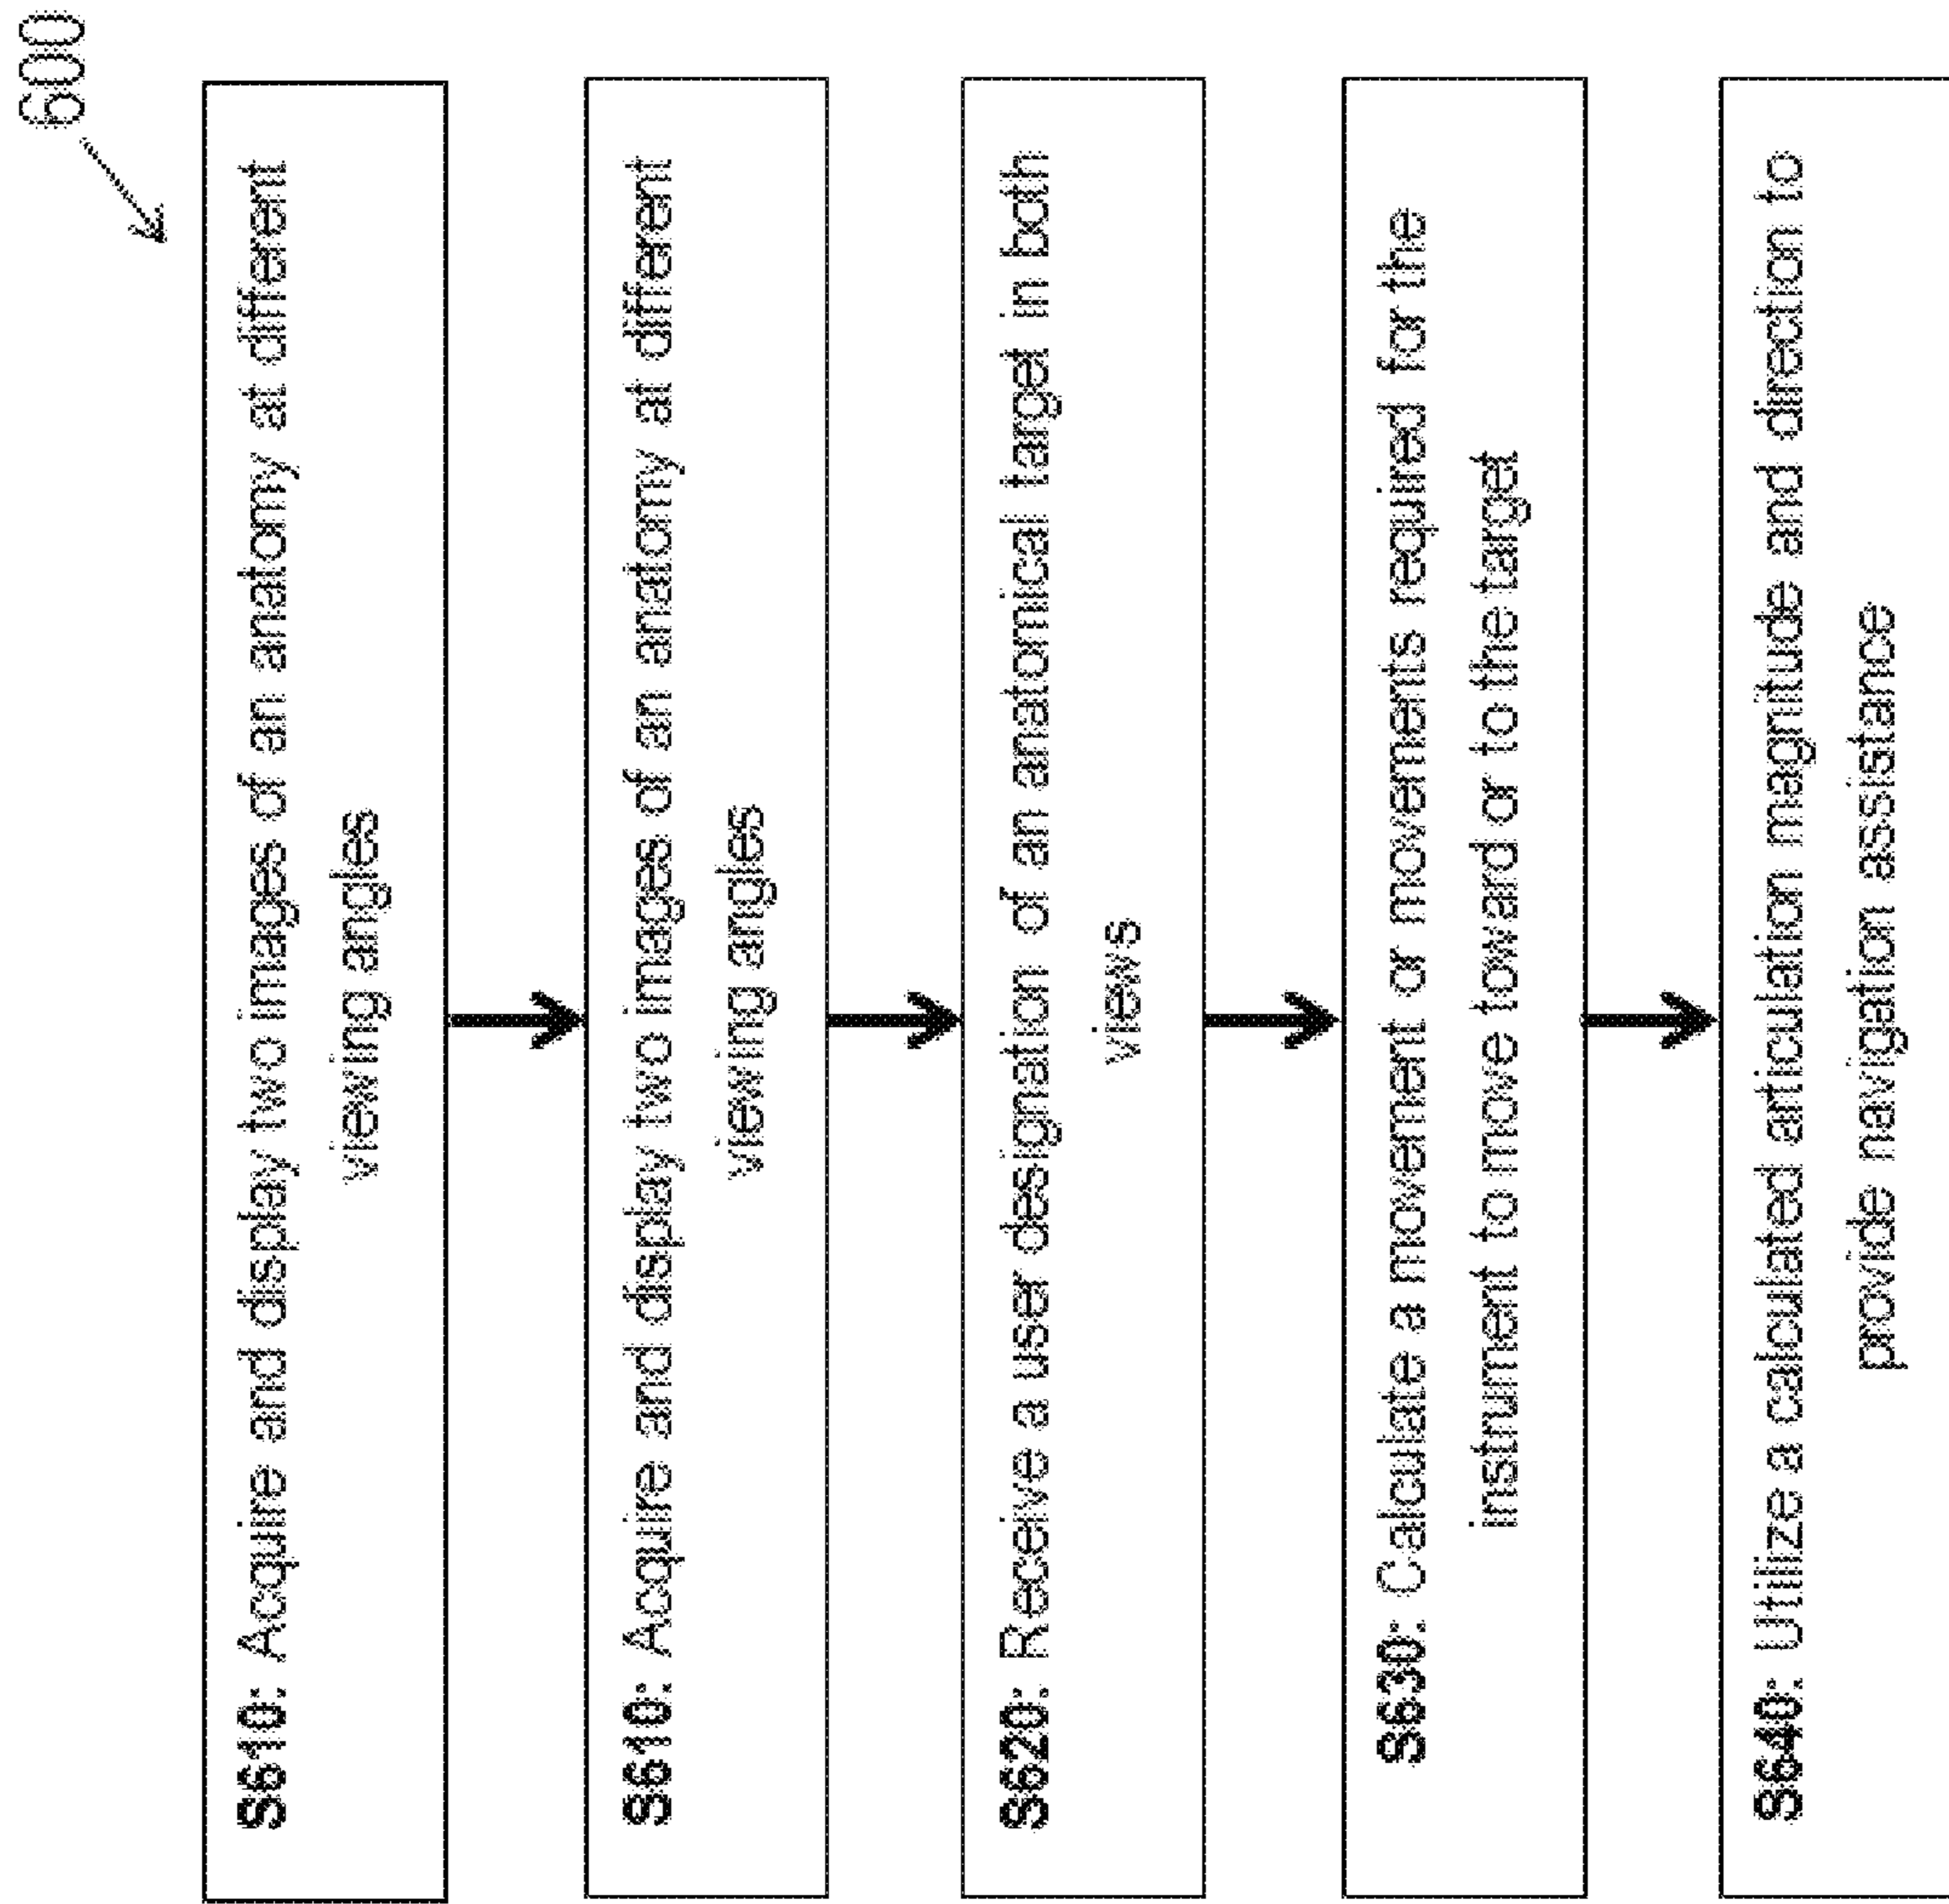 600
S610: Acquire and display two images of an anatomy at different
viewing angles
S610: Acquire and display two images of an anatomy at different
viewing angles
S620: Receive a user designation of an anatomical target in both
views
S630: Calculate a movement or movements required for the
instrument to move toward or to the target
S640: Utilize a calculated articulation magnitude and direction to
provide navigation assistance